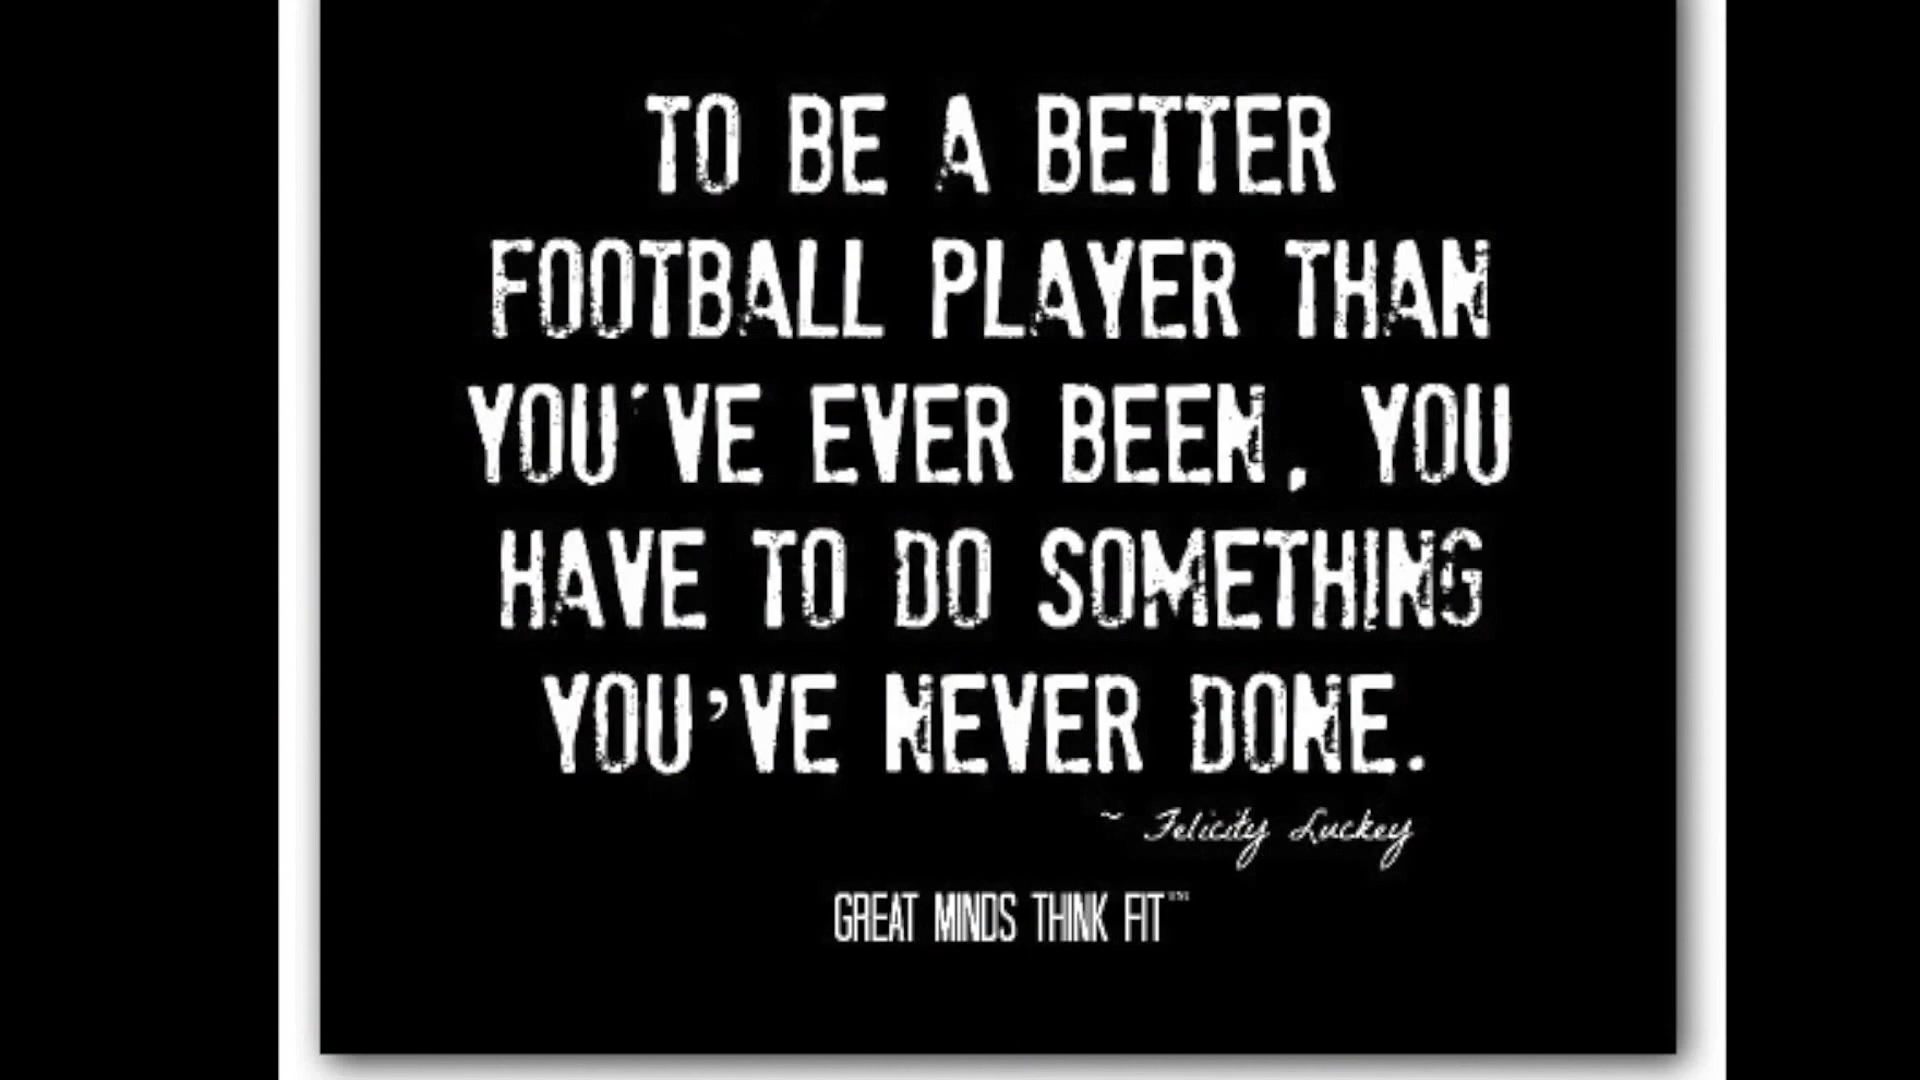 TO BE A BETTER
FOOTBALL PLAYER THAN
YOU'VE EVER BEEN, YOU
HAVE TO DO SOMETHING
YOU'VE NEVER DONE.
~ Felicity Luckey
GREAT MINDS THINK FIT™